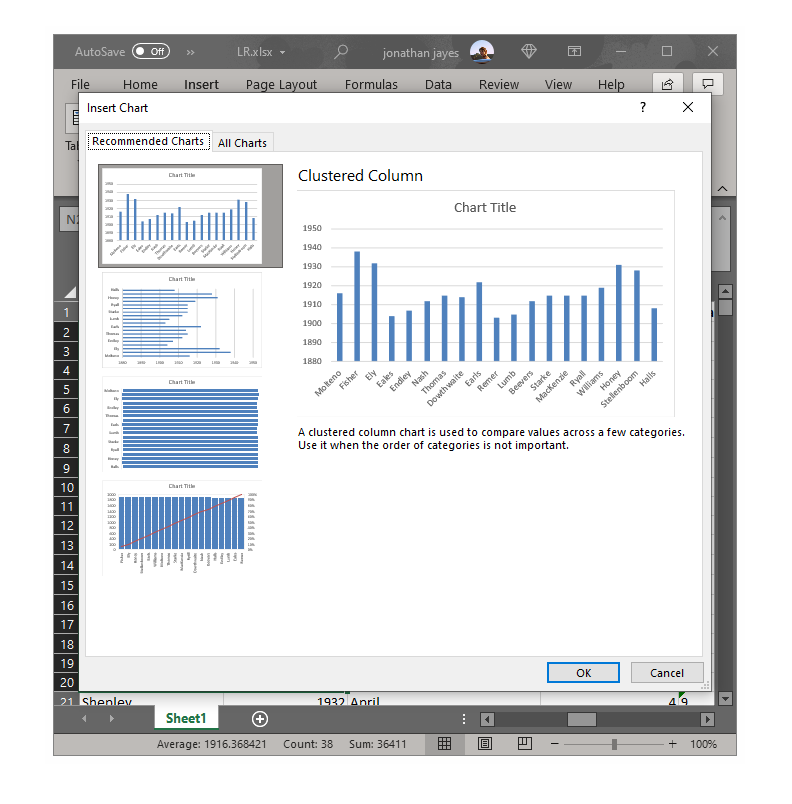 AutoSave Off » LR.xlsx jonathan jayes
File Home Insert Page Layout Formulas Data Review View Help
Insert Chart ? ×
Recommended Charts All Charts
Chart Title
Clustered Column
Chart Title
1950
1940
1930
1920
1910
1900
1890
1880
Molteno Fisher Ely Eales Endley Nash Thomas Dowthwaite Earls Remer Lumb Beevers Starke MacKenzie Ryall Williams Honey Stellenboom Halls
A clustered column chart is used to compare values across a few categories.
Use it when the order of categories is not important.
Chart Title
Chart Title
Chart Title
1
2
3
4
5
6
7
8
9
10
11
12
13
14
15
16
17
18
19
20
OK Cancel
21 Shepley 1932 April 4 9
Sheet1
Average: 1916.368421 Count: 38 Sum: 36411 100%